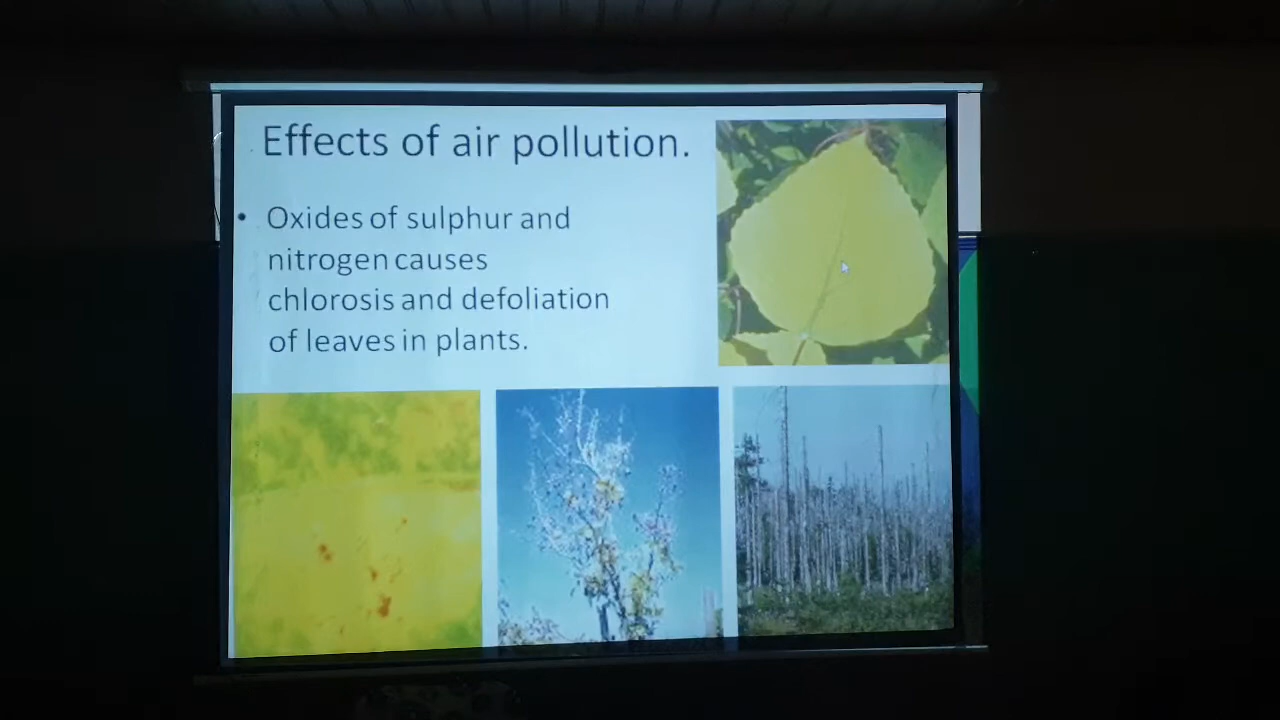 Effects of air pollution.
• Oxides of sulphur and
nitrogen causes
chlorosis and defoliation
of leaves in plants.